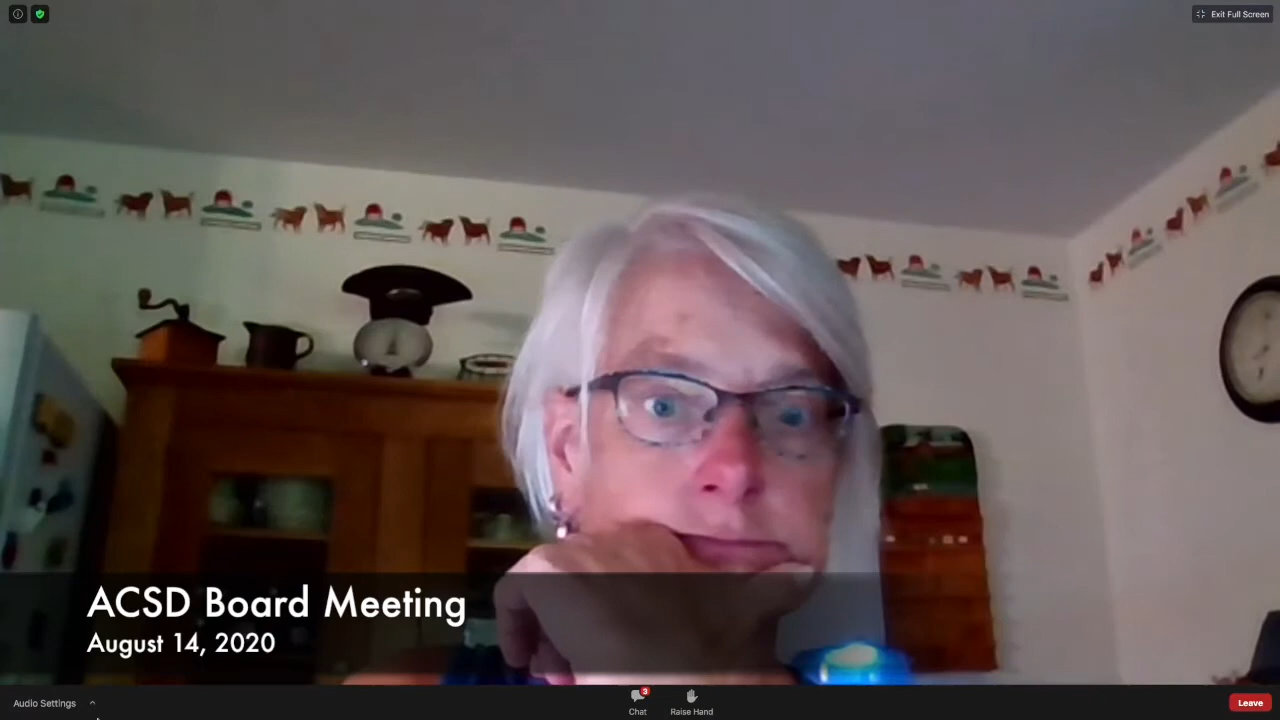 Exit Full Screen
ACSD Board Meeting
August 14, 2020
Audio Settings
3
Chat
Raise Hand
Leave